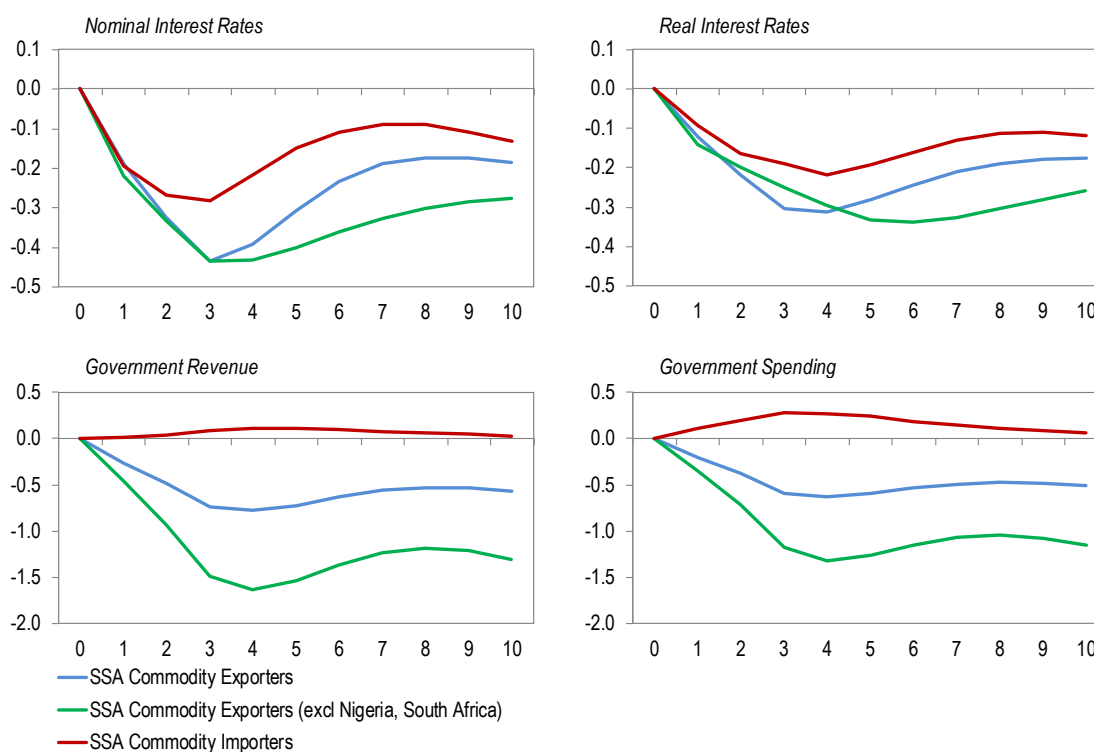 Nominal Interest Rates
0.1
0.0
-0.1
-0.2
-0.3
-0.4
-0.5
0 1 2 3 4 5 6 7 8 9 10
Real Interest Rates
0.1
0.0
-0.1
-0.2
-0.3
-0.4
-0.5
0 1 2 3 4 5 6 7 8 9 10
Government Revenue
0.5
0.0
-0.5
-1.0
-1.5
-2.0
0 1 2 3 4 5 6 7 8 9 10
Government Spending
0.5
0.0
-0.5
-1.0
-1.5
-2.0
0 1 2 3 4 5 6 7 8 9 10
SSA Commodity Exporters
SSA Commodity Exporters (excl Nigeria, South Africa)
SSA Commodity Importers